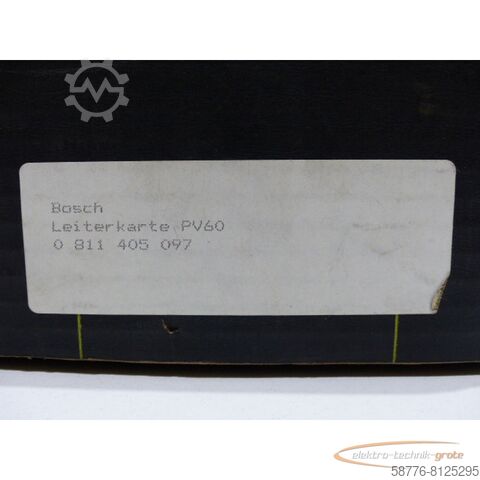 Bosch
Leiterkarte PV60
0 811 405 097
elektro-technik-grote
58776-8125295